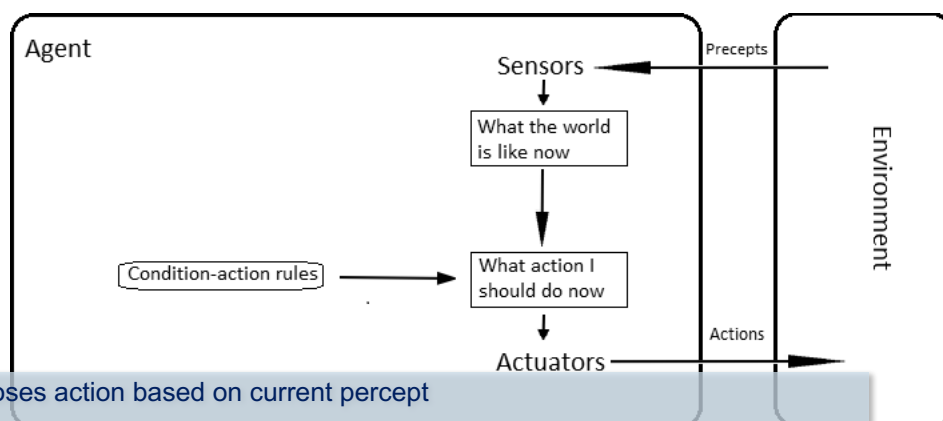 Agent
Precepts
Sensors
What the world
is like now
Environment
Condition-action rules
What action I
should do now
Actions
Actuators
action based on current percept